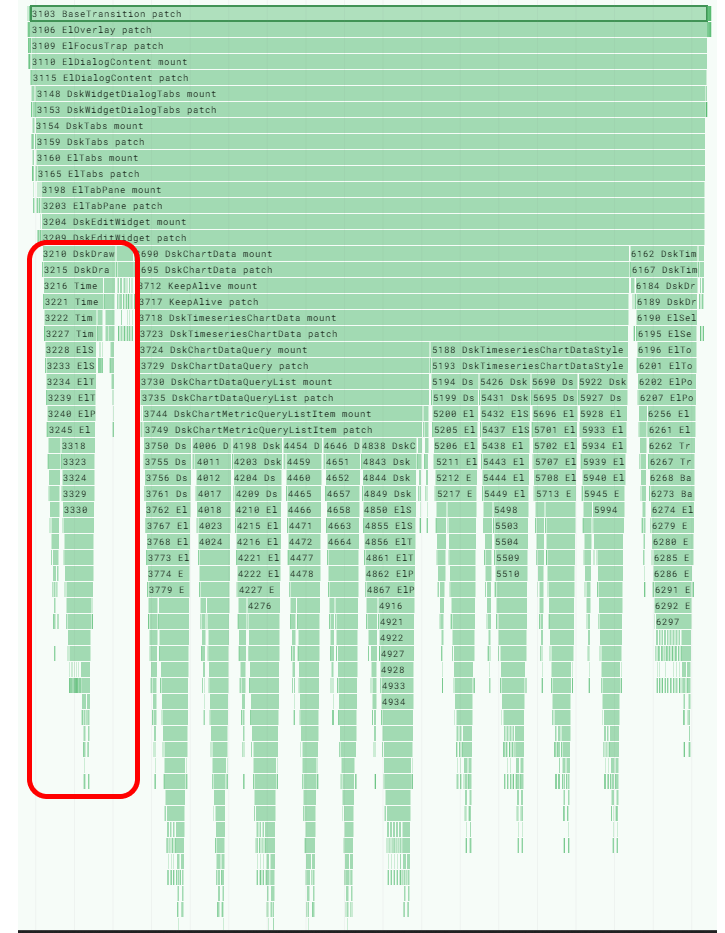 3103 BaseTransition patch
3106 ElOverlay patch
3109 ElFocusTrap patch
3110 ElDialogContent mount
3115 ElDialogContent patch
3148 DskWidgetDialogTabs mount
3153 DskWidgetDialogTabs patch
3154 DskTabs mount
3159 DskTabs patch
3160 ElTabs mount
3165 ElTabs patch
3198 ElTabPane mount
3203 ElTabPane patch
3204 DskEditWidget mount
3209 DskEditWidget patch
3210 DskDraw 690 DskChartData mount 6162 DskTim
3215 DskDra 695 DskChartData patch 6167 DskTim
3216 Time 3712 KeepAlive mount 6184 DskDr
3221 Time 3717 KeepAlive patch 6189 DskDr
3222 Tim 3718 DskTimeseriesChartData mount 6190 ElSel
3227 Tim 3723 DskTimeseriesChartData patch 6195 ElSe
3228 ElS 3724 DskChartDataQuery mount 5188 DskTimeseriesChartDataStyle 6196 ElTo
3233 ElS 3729 DskChartDataQuery patch 5193 DskTimeseriesChartDataStyle 6201 ElTo
3234 ElT 3730 DskChartDataQueryList mount 5194 Ds 5426 Dsk 5690 Ds 5922 Dsk 6202 ElPo
3239 ElT 3735 DskChartDataQueryList patch 5199 Ds 5431 Dsk 5695 Ds 5927 Ds 6207 ElPo
3240 ElP 3744 DskChartMetricQueryListItem mount 5200 El 5432 ElS 5696 El 5928 El 6256 El
3245 El 3749 DskChartMetricQueryListItem patch 5205 El 5437 ElS 5701 El 5933 El 6261 El
3318 3750 Ds 4006 D 4198 Dsk 4454 D 4646 D 4838 DskC 5206 El 5438 El 5702 El 5934 El 6262 Tr
3323 3755 Ds 4011 4203 Dsk 4459 4651 4843 Dsk 5211 El 5443 El 5707 El 5939 El 6267 Tr
3324 3756 Ds 4012 4204 Ds 4460 4652 4844 Dsk 5212 E 5444 El 5708 El 5940 El 6268 Ba
3329 3761 Ds 4017 4209 Ds 4465 4657 4849 Dsk 5217 E 5449 El 5713 E 5945 E 6273 Ba
3330 3762 El 4018 4210 El 4466 4658 4850 ElS 5498 5994 6274 El
3767 El 4023 4215 El 4471 4663 4855 ElS 5503 6279 E
3768 El 4024 4216 El 4472 4664 4856 ElT 5504 6280 E
3773 El 4221 El 4477 4861 ElT 5509 6285 E
3774 E 4222 El 4478 4862 ElP 5510 6286 E
3779 E 4227 E 4867 ElP 6291 E
4276 4916 6292 E
4921 6297
4922
4927
4928
4933
4934